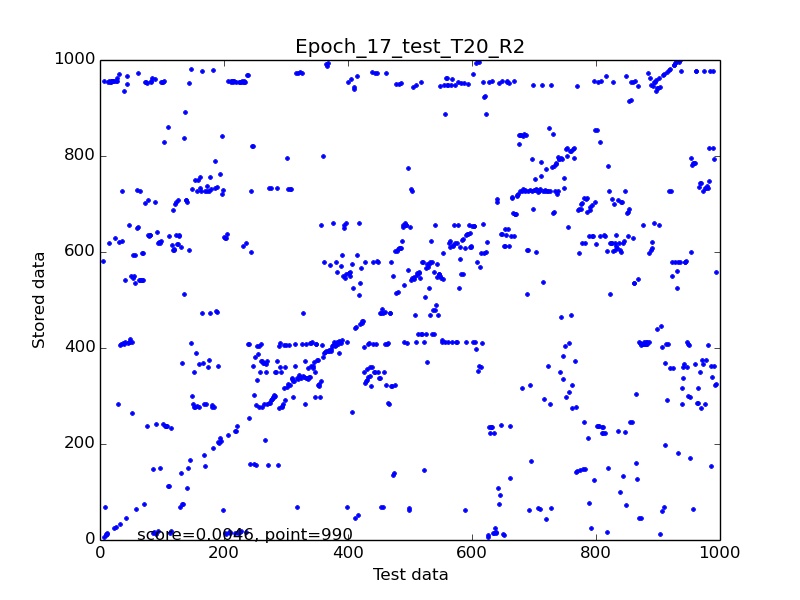 Epoch_17_test_T20_R2
1000
800
600
400
200
0
Stored data
score=0.0646, point=990
0 200 400 600 800 1000
Test data